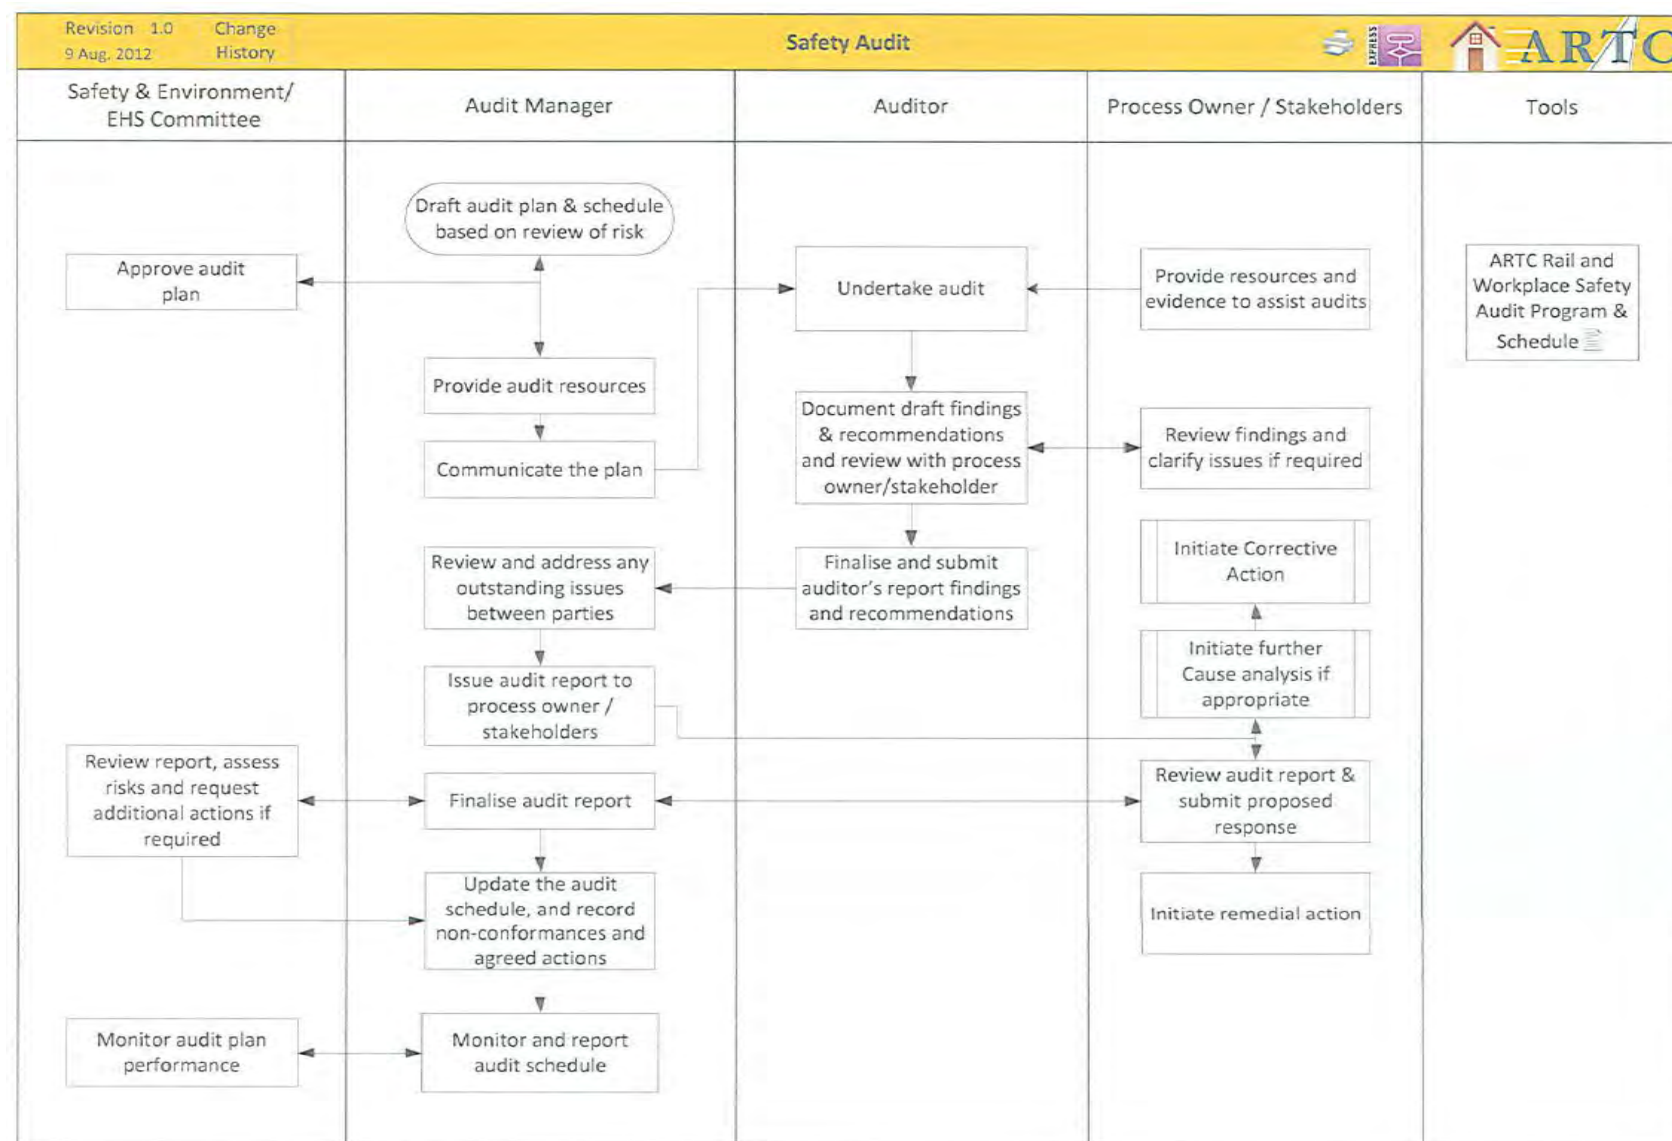 Revision 1.0 Change
9 Aug. 2012 History
Safety Audit
EXPRESS
ARTC
Safety & Environment/
EHS Committee
Audit Manager
Auditor
Process Owner / Stakeholders
Tools
Draft audit plan & schedule
based on review of risk
Approve audit
plan
Undertake audit
Provide resources and
evidence to assist audits
ARTC Rail and
Workplace Safety
Audit Program &
Schedule
Provide audit resources
Communicate the plan
Document draft findings
& recommendations
and review with process
owner/stakeholder
Review findings and
clarify issues if required
Review and address any
outstanding issues
between parties
Finalise and submit
auditor's report findings
and recommendations
Initiate Corrective
Action
Initiate further
Cause analysis if
appropriate
Issue audit report to
process owner /
stakeholders
Review report, assess
risks and request
additional actions if
required
Finalise audit report
Review audit report &
submit proposed
response
Update the audit
schedule, and record
non-conformances and
agreed actions
Initiate remedial action
Monitor audit plan
performance
Monitor and report
audit schedule